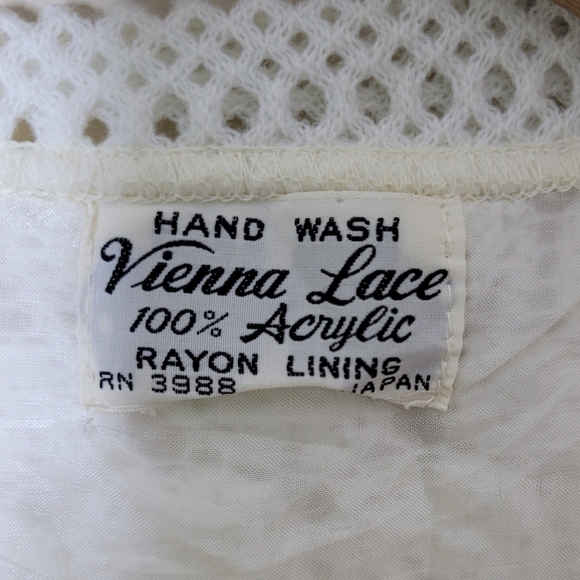 HAND WASH
Vienna Lace
100% Acrylic
RAYON LINING
RN 3988 JAPAN